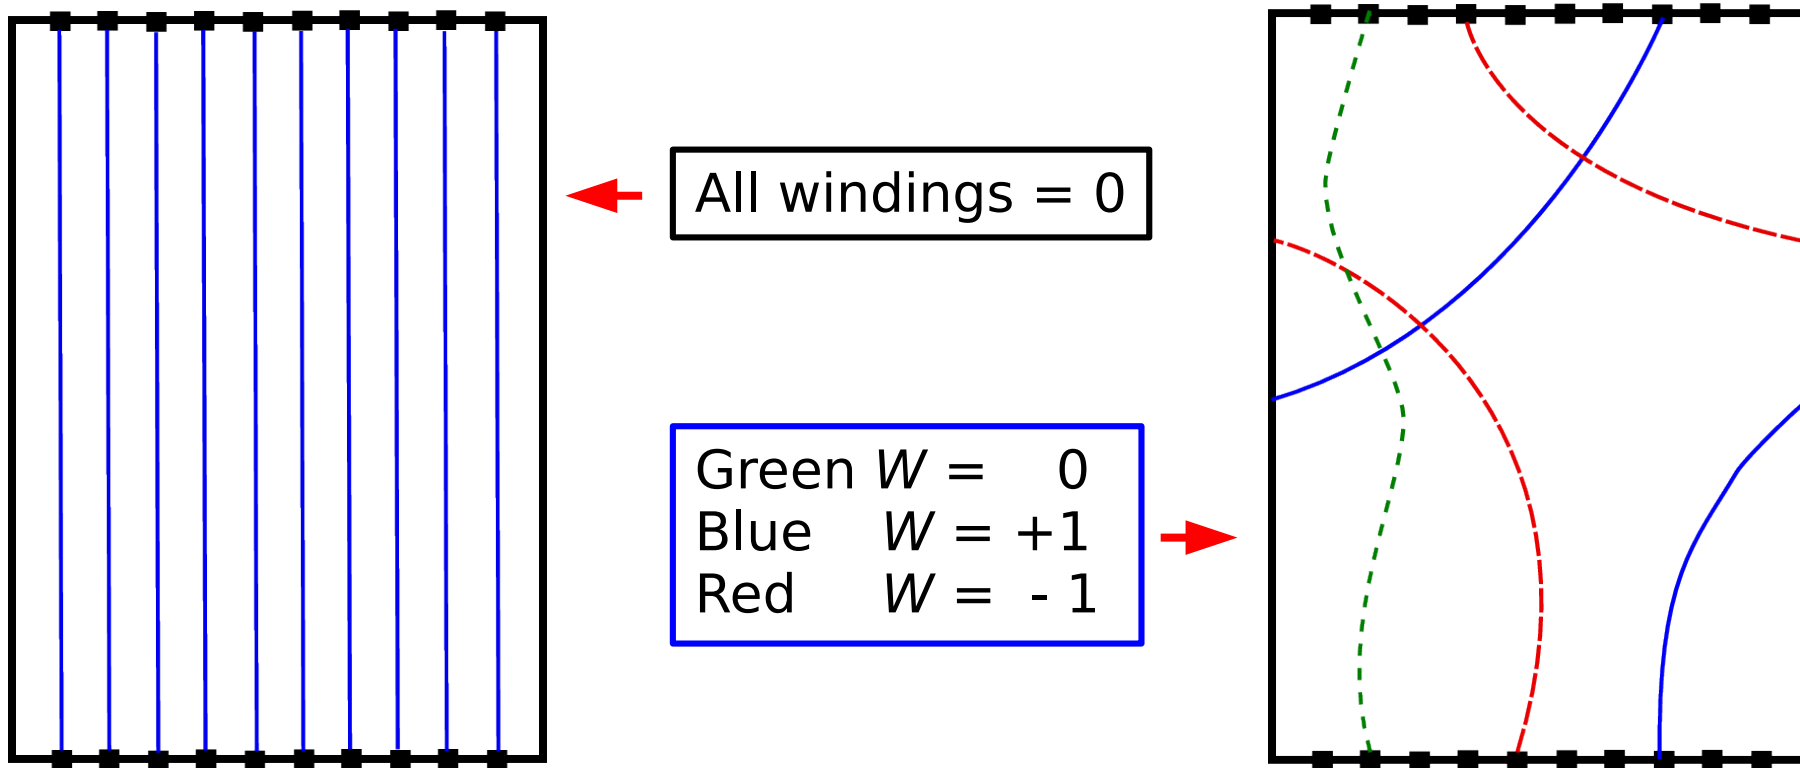 All windings = 0
Green W = 0
Blue W = +1
Red W = - 1